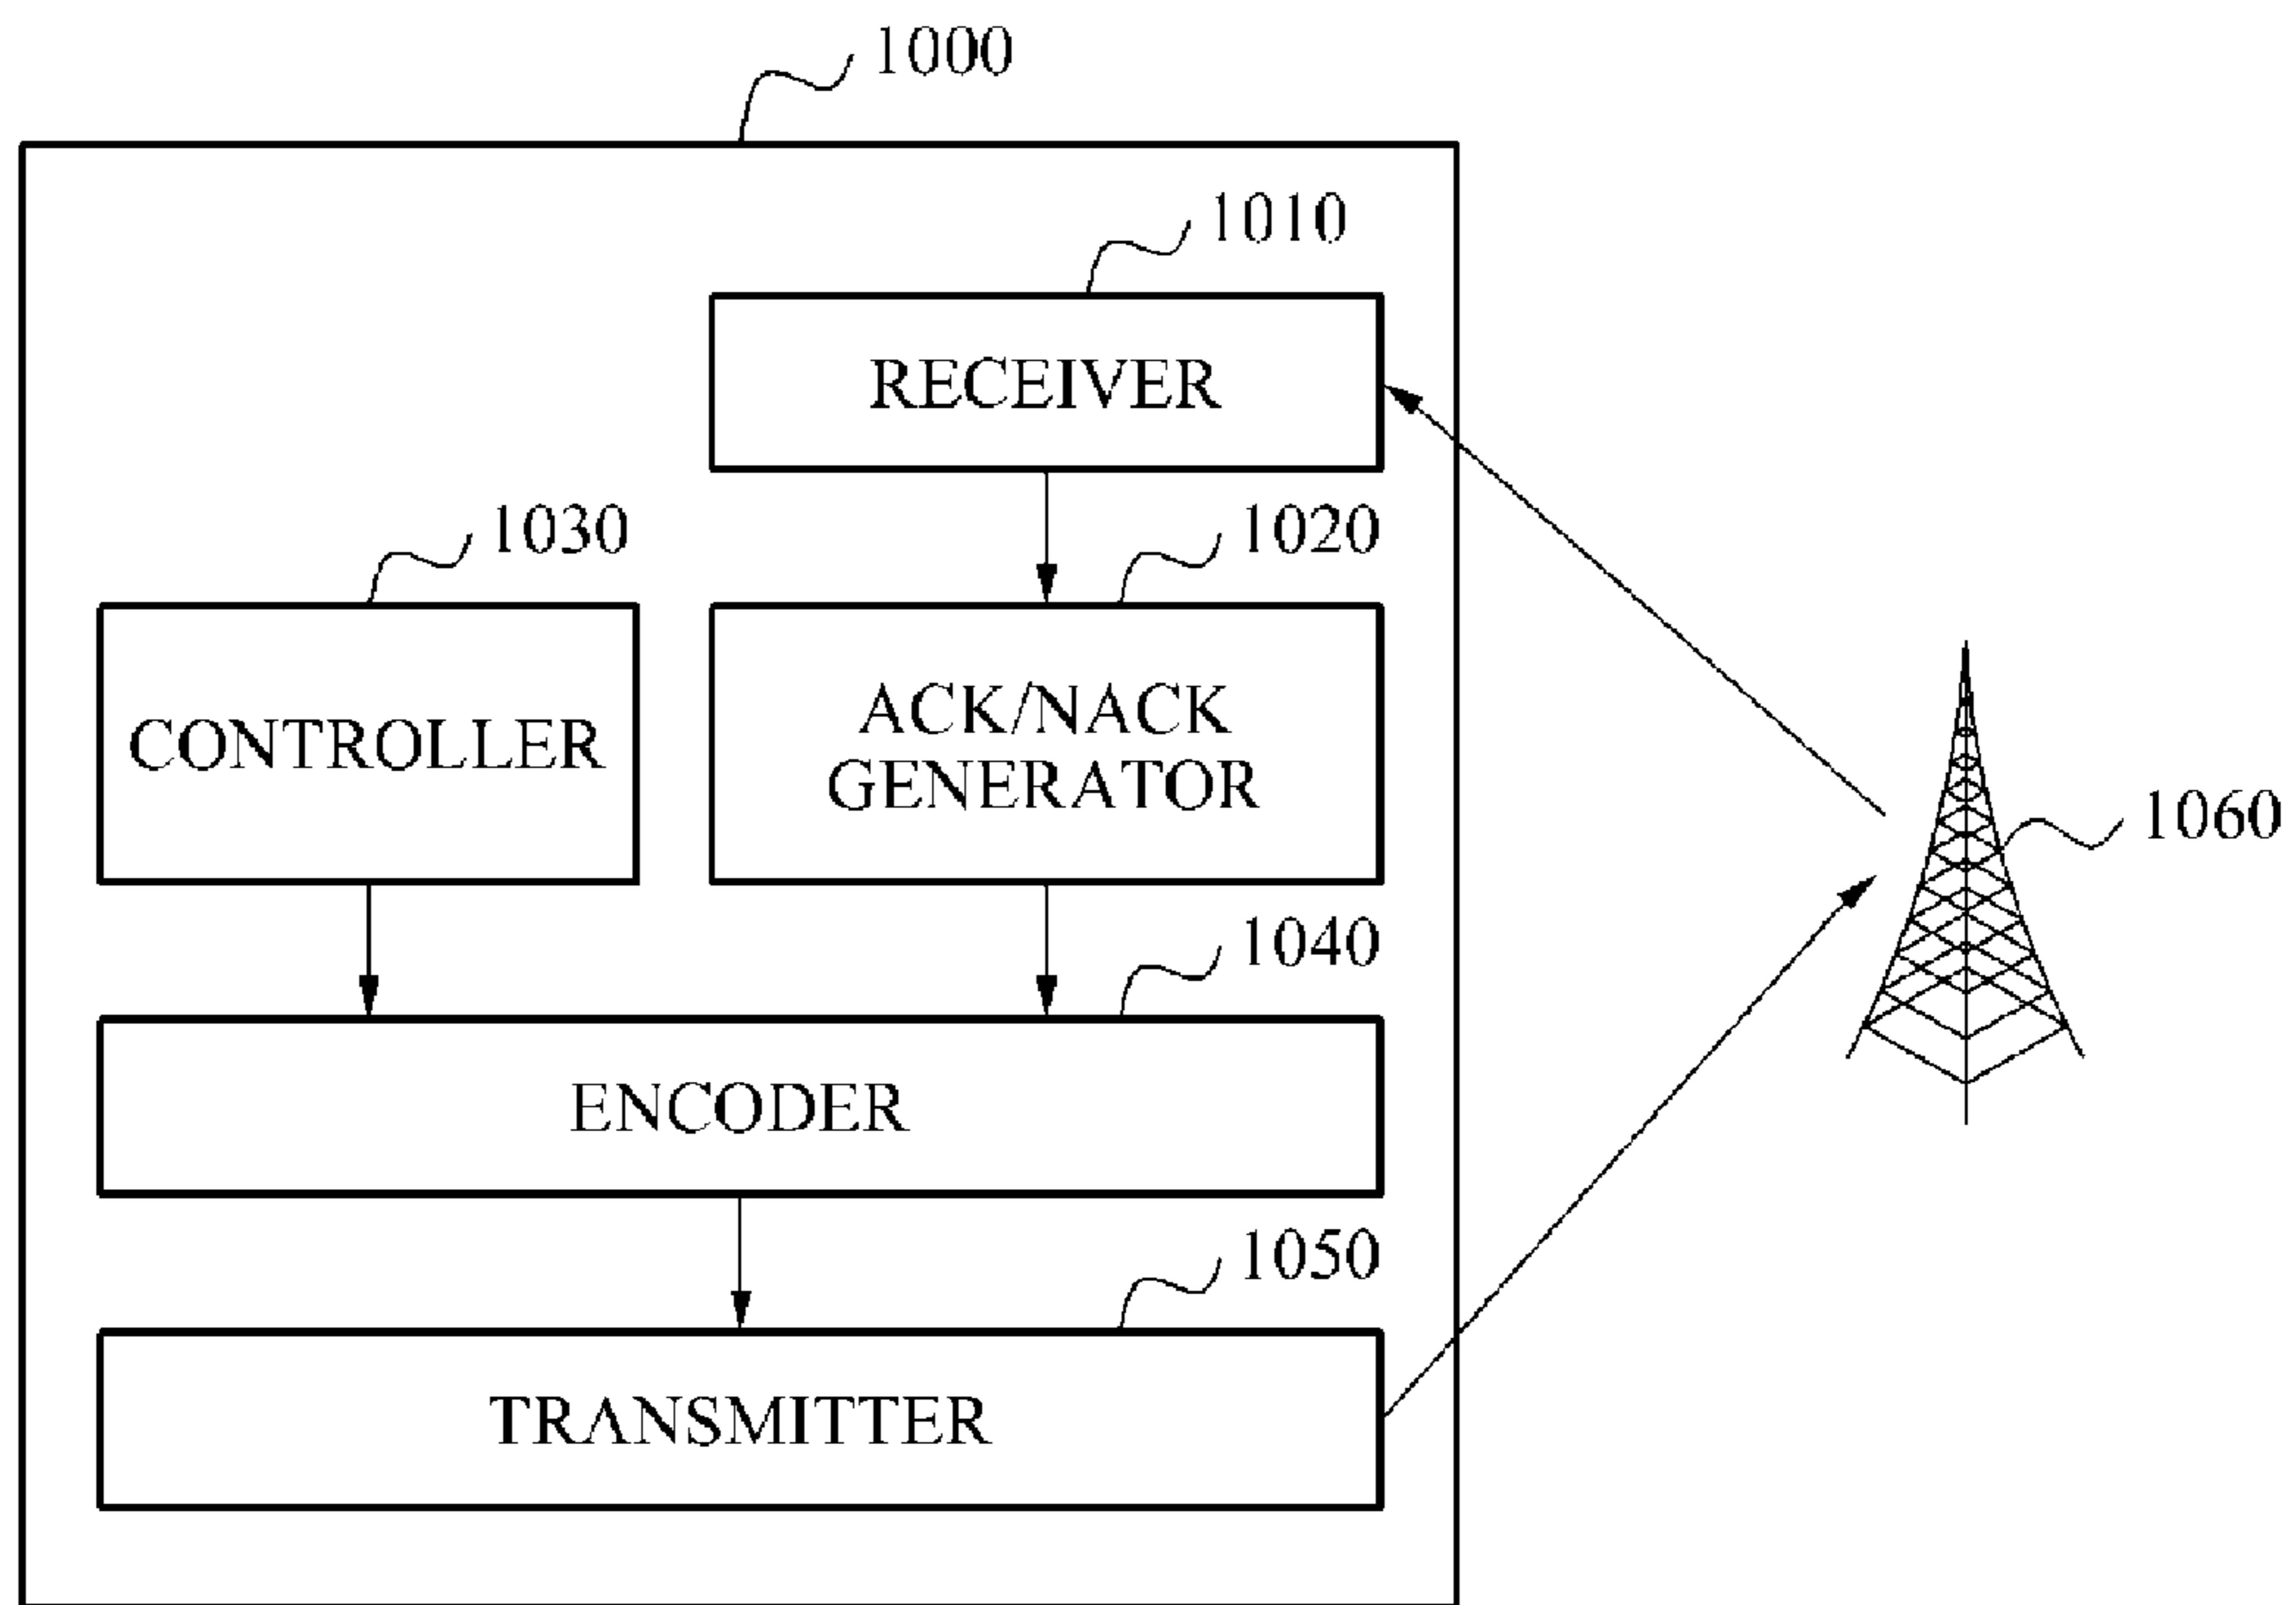 1000
1010
RECEIVER
1030
1020
CONTROLLER
ACK/NACK
GENERATOR
1060
1040
ENCODER
1050
TRANSMITTER